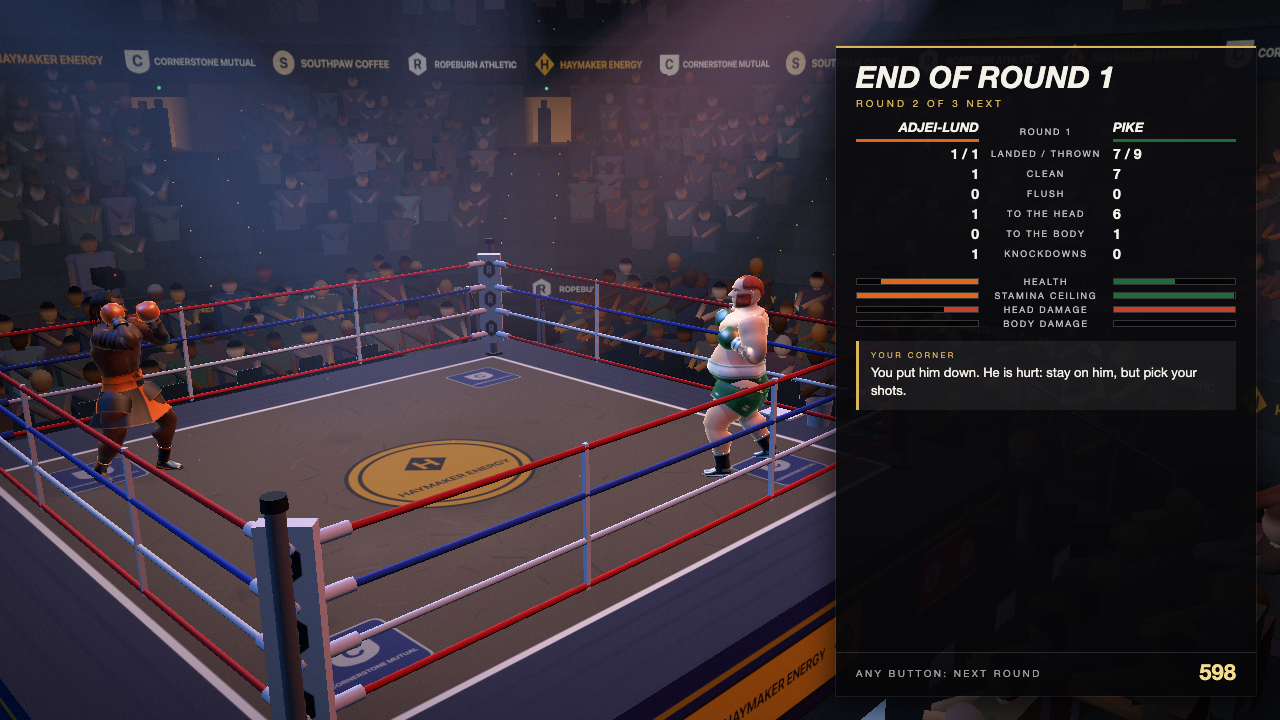 HAYMAKER ENERGY
CORNERSTONE MUTUAL
SOUTHPAW COFFEE
ROPEBURN ATHLETIC
HAYMAKER ENERGY
CORNERSTONE MUTUAL
END OF ROUND 1
ROUND 2 OF 3 NEXT
ADJEI-LUND ROUND 1 PIKE
1 / 1 LANDED / THROWN 7 / 9
1 CLEAN 7
0 FLUSH 0
1 TO THE HEAD 6
0 TO THE BODY 1
1 KNOCKDOWNS 0
HEALTH
STAMINA CEILING
HEAD DAMAGE
BODY DAMAGE
YOUR CORNER
You put him down. He is hurt: stay on him, but pick your
shots.
ANY BUTTON: NEXT ROUND 598
HAYMAKER ENERGY
CORNERSTONE MUTUAL
HAYMAKER ENERGY